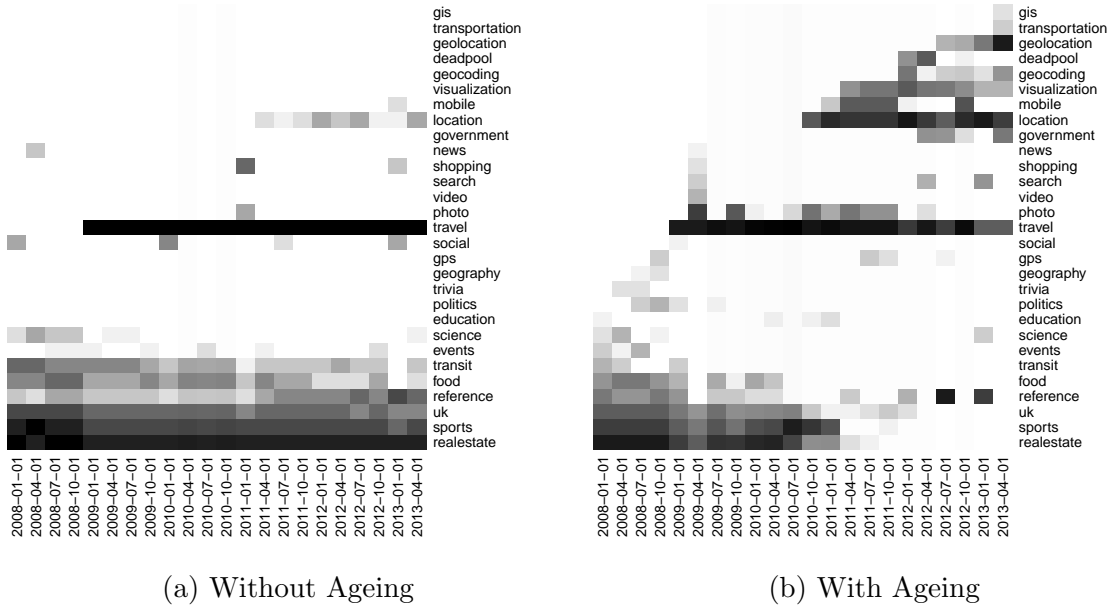 gis
transportation
geolocation
deadpool
geocoding
visualization
mobile
location
government
news
shopping
search
video
photo
travel
social
gps
geography
trivia
politics
education
science
events
transit
food
reference
uk
sports
realestate
2008-01-01
2008-04-01
2008-07-01
2008-10-01
2009-01-01
2009-04-01
2009-07-01
2009-10-01
2010-01-01
2010-04-01
2010-07-01
2010-10-01
2011-01-01
2011-04-01
2011-07-01
2011-10-01
2012-01-01
2012-04-01
2012-07-01
2012-10-01
2013-01-01
2013-04-01
(a) Without Ageing
gis
transportation
geolocation
deadpool
geocoding
visualization
mobile
location
government
news
shopping
search
video
photo
travel
social
gps
geography
trivia
politics
education
science
events
transit
food
reference
uk
sports
realestate
2008-01-01
2008-04-01
2008-07-01
2008-10-01
2009-01-01
2009-04-01
2009-07-01
2009-10-01
2010-01-01
2010-04-01
2010-07-01
2010-10-01
2011-01-01
2011-04-01
2011-07-01
2011-10-01
2012-01-01
2012-04-01
2012-07-01
2012-10-01
2013-01-01
2013-04-01
(b) With Ageing